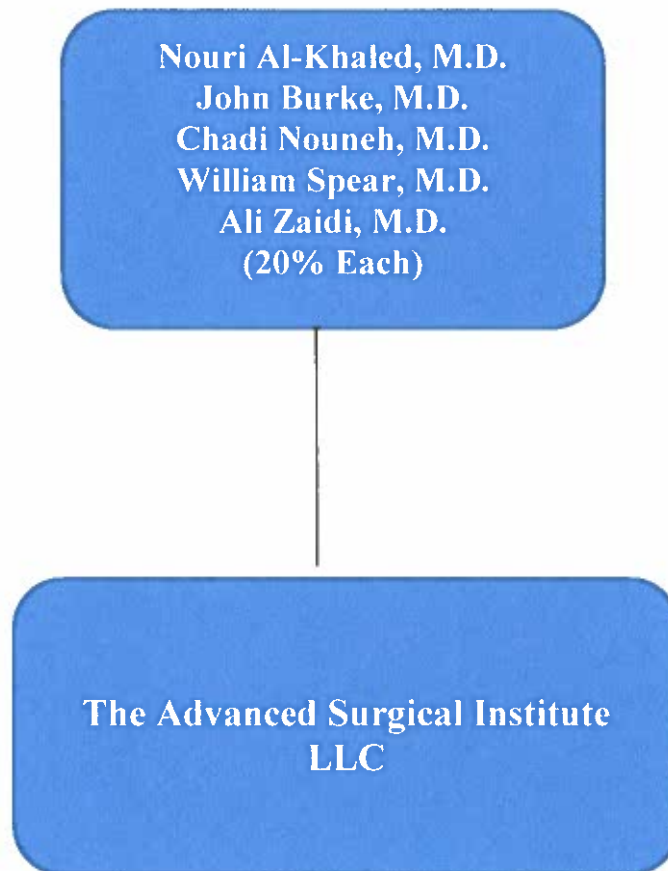 Nouri Al-Khaled, M.D.
John Burke, M.D.
Chadi Nouneh, M.D.
William Spear, M.D.
Ali Zaidi, M.D.
(20% Each)
The Advanced Surgical Institute
LLC